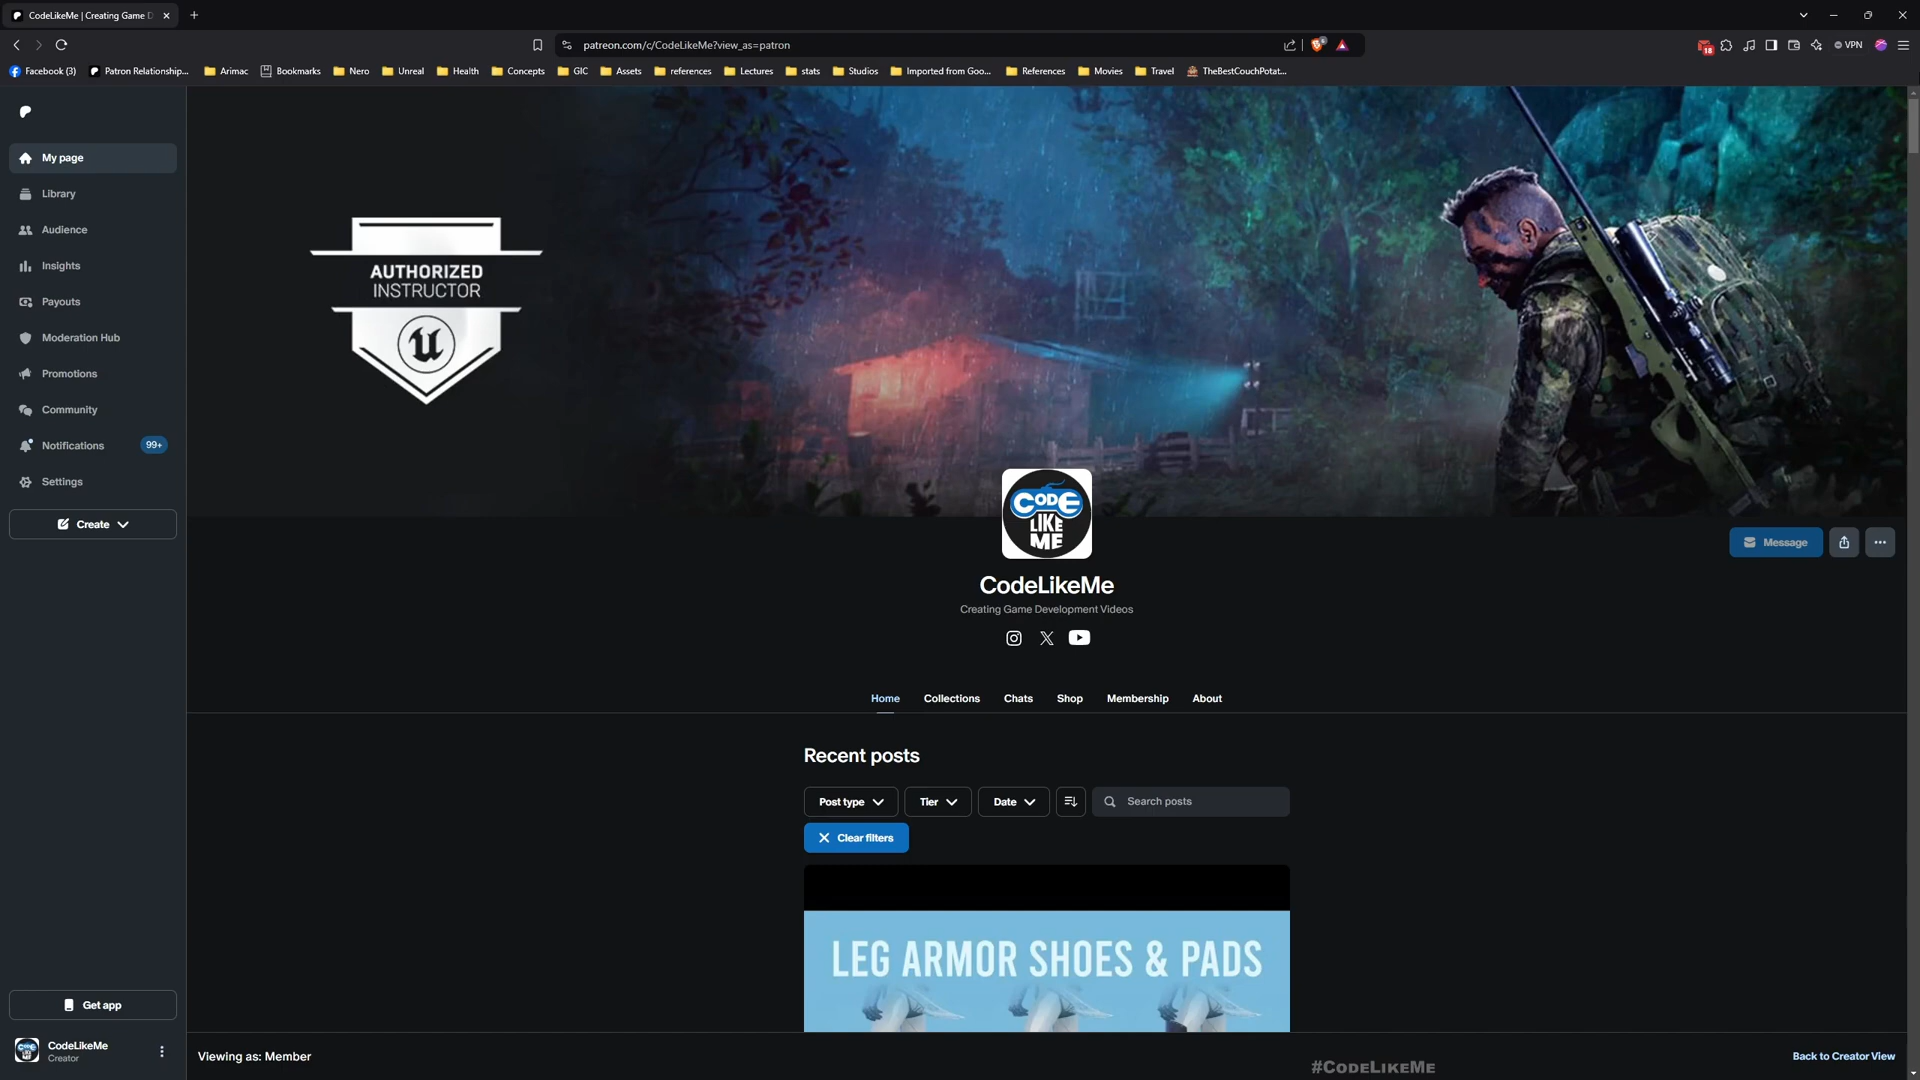 CodeLikeMe | Creating Game D
patreon.com/c/CodeLikeMe?view_as=patron
18
6
VPN
Facebook (3)
Patron Relationship...
Arimac
Bookmarks
Nero
Unreal
Health
Concepts
GIC
Assets
references
Lectures
stats
Studios
Imported from Goo...
References
Movies
Travel
TheBestCouchPotat...
My page
Library
Audience
Insights
Payouts
Moderation Hub
Promotions
Community
Notifications
99+
Settings
Create
AUTHORIZED
INSTRUCTOR
CODE
LIKE
ME
Message
CodeLikeMe
Creating Game Development Videos
Home
Collections
Chats
Shop
Membership
About
Recent posts
Post type
Tier
Date
Search posts
Clear filters
LEG ARMOR SHOES & PADS
Get app
CodeLikeMe
Creator
Viewing as: Member
#CodeLikeMe
Back to Creator View